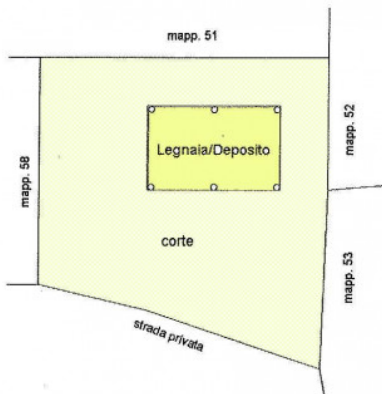 mapp. 51
mapp. 52
Legnaia/Deposito
mapp. 58
corte
mapp. 53
strada privata